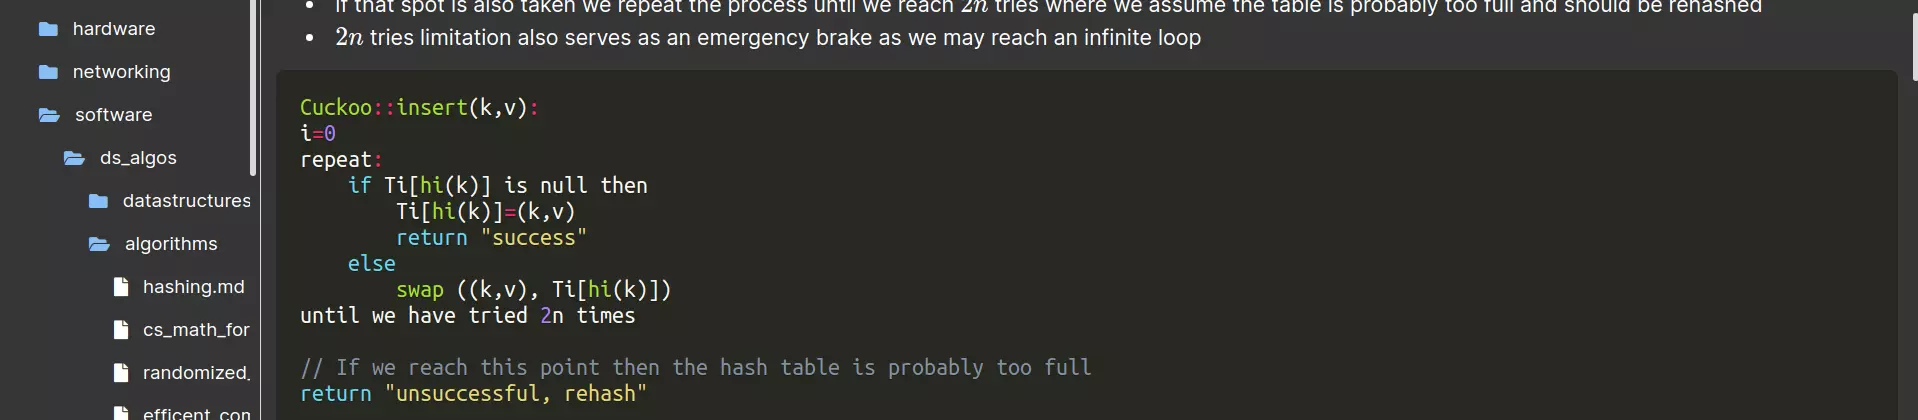 hardware
networking
software
ds_algos
datastructures
algorithms
hashing.md
cs_math_for
randomized_
efficent_com
if that spot is also taken we repeat the process until we reach 2n tries where we assume the table is probably too full and should be rehashed
2n tries limitation also serves as an emergency brake as we may reach an infinite loop
Cuckoo::insert(k,v):
i=0
repeat:
if Ti[hi(k)] is null then
Ti[hi(k)]=(k,v)
return "success"
else
swap ((k,v), Ti[hi(k)])
until we have tried 2n times
// If we reach this point then the hash table is probably too full
return "unsuccessful, rehash"